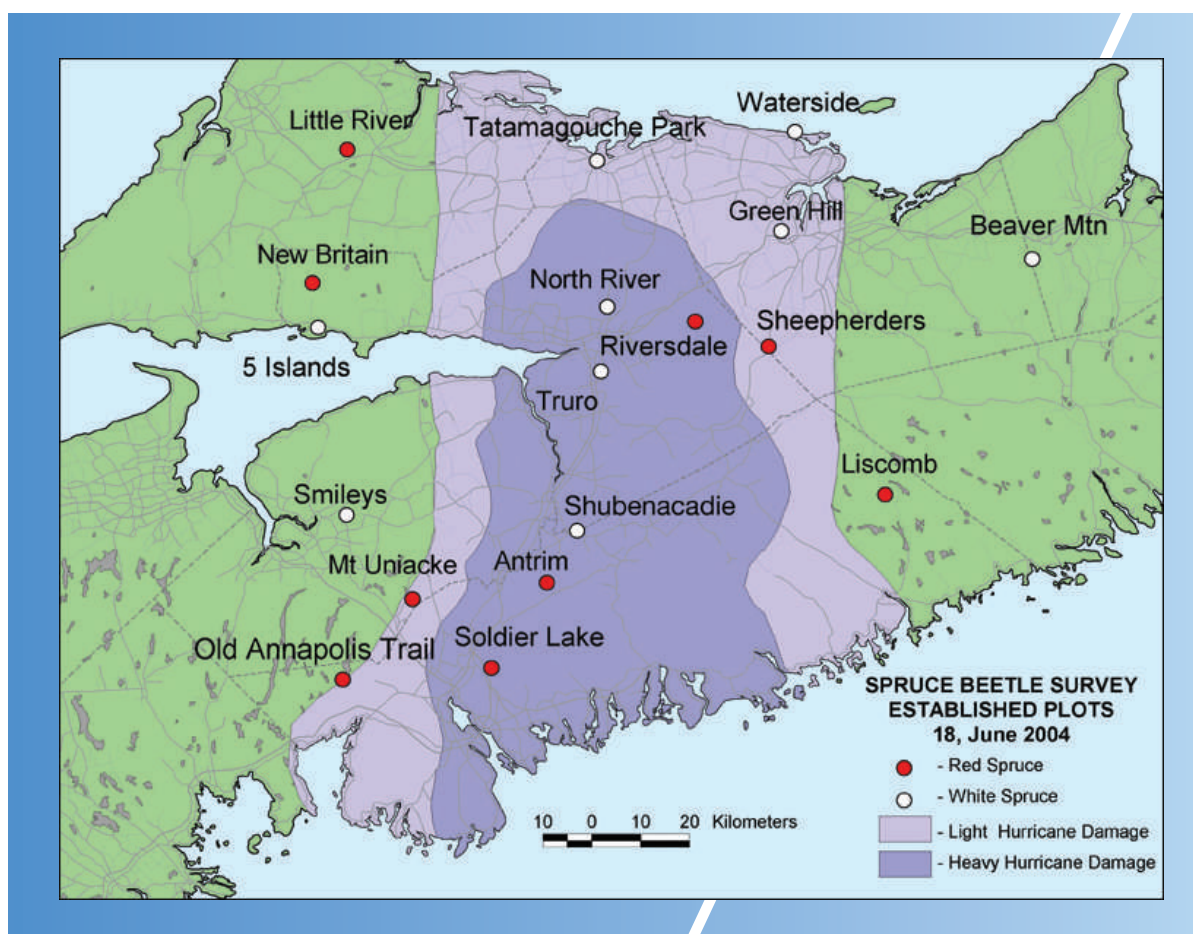 Waterside
Little River
Tatamagouche Park
Green Hill
Beaver Mtn
New Britain
North River
Sheepherders
Riversdale
5 Islands
Truro
Liscomb
Smileys
Shubenacadie
Mt Uniacke
Antrim
Old Annapolis Trail
Soldier Lake
SPRUCE BEETLE SURVEY
ESTABLISHED PLOTS
18, June 2004
- Red Spruce
- White Spruce
- Light Hurricane Damage
- Heavy Hurricane Damage
10 0 10 20 Kilometers